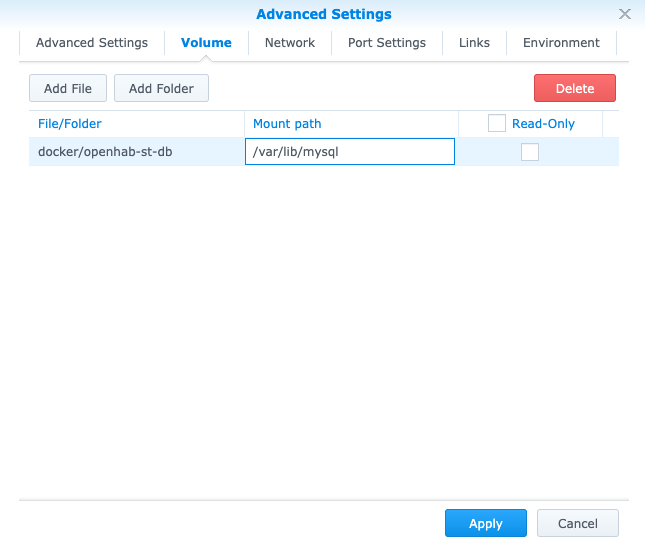 Advanced Settings
Advanced Settings Volume Network Port Settings Links Environment
Add File Add Folder Delete
File/Folder Mount path Read-Only
docker/openhab-st-db /var/lib/mysql
Apply Cancel